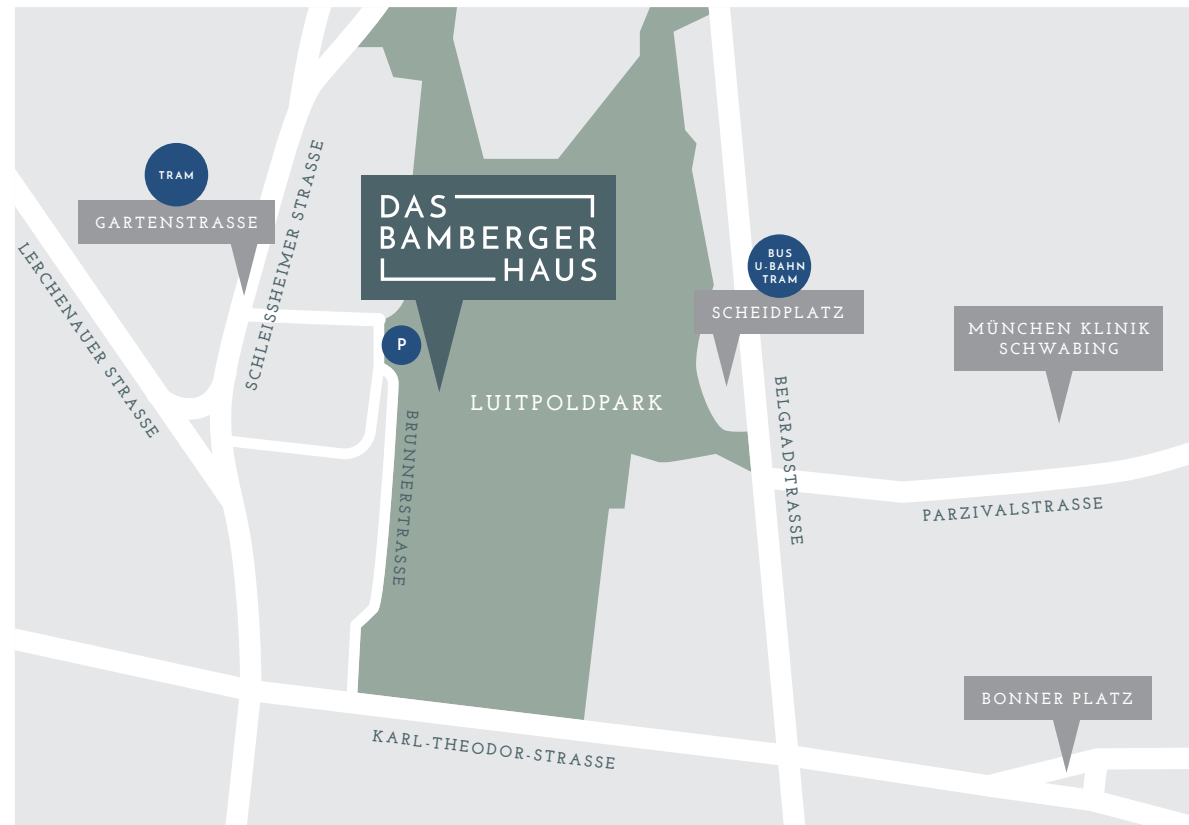 TRAM
GARTENSTRASSE
SCHLEISSHEIMER STRASSE
LERCHENAUER STRASSE
DAS
BAMBERGER
HAUS
P
BUS
U-BAHN
TRAM
SCHEIDPLATZ
MÜNCHEN KLINIK
SCHWABING
LUITPOLDPARK
BRUNNERSTRASSE
BELGRADSTRASSE
PARZIVALSTRASSE
BONNER PLATZ
KARL-THEODOR-STRASSE